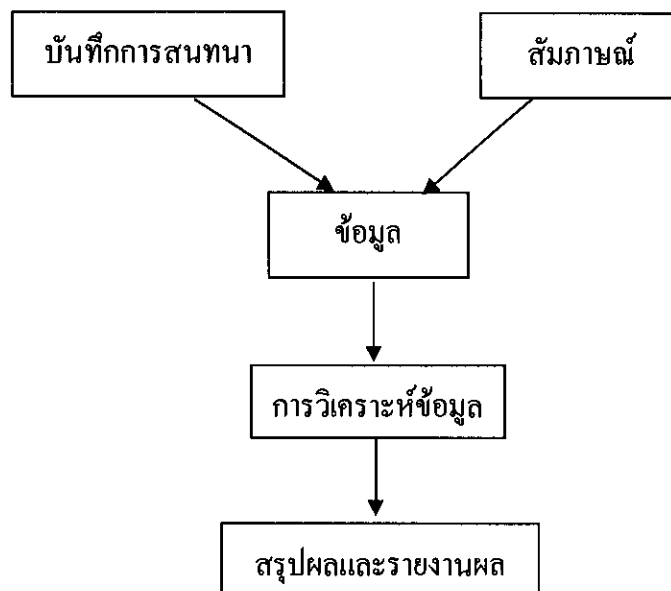 บันทึกการสนทนา
สัมภาษณ์
ข้อมูล
การวิเคราะห์ข้อมูล
สรุปผลและรายงานผล